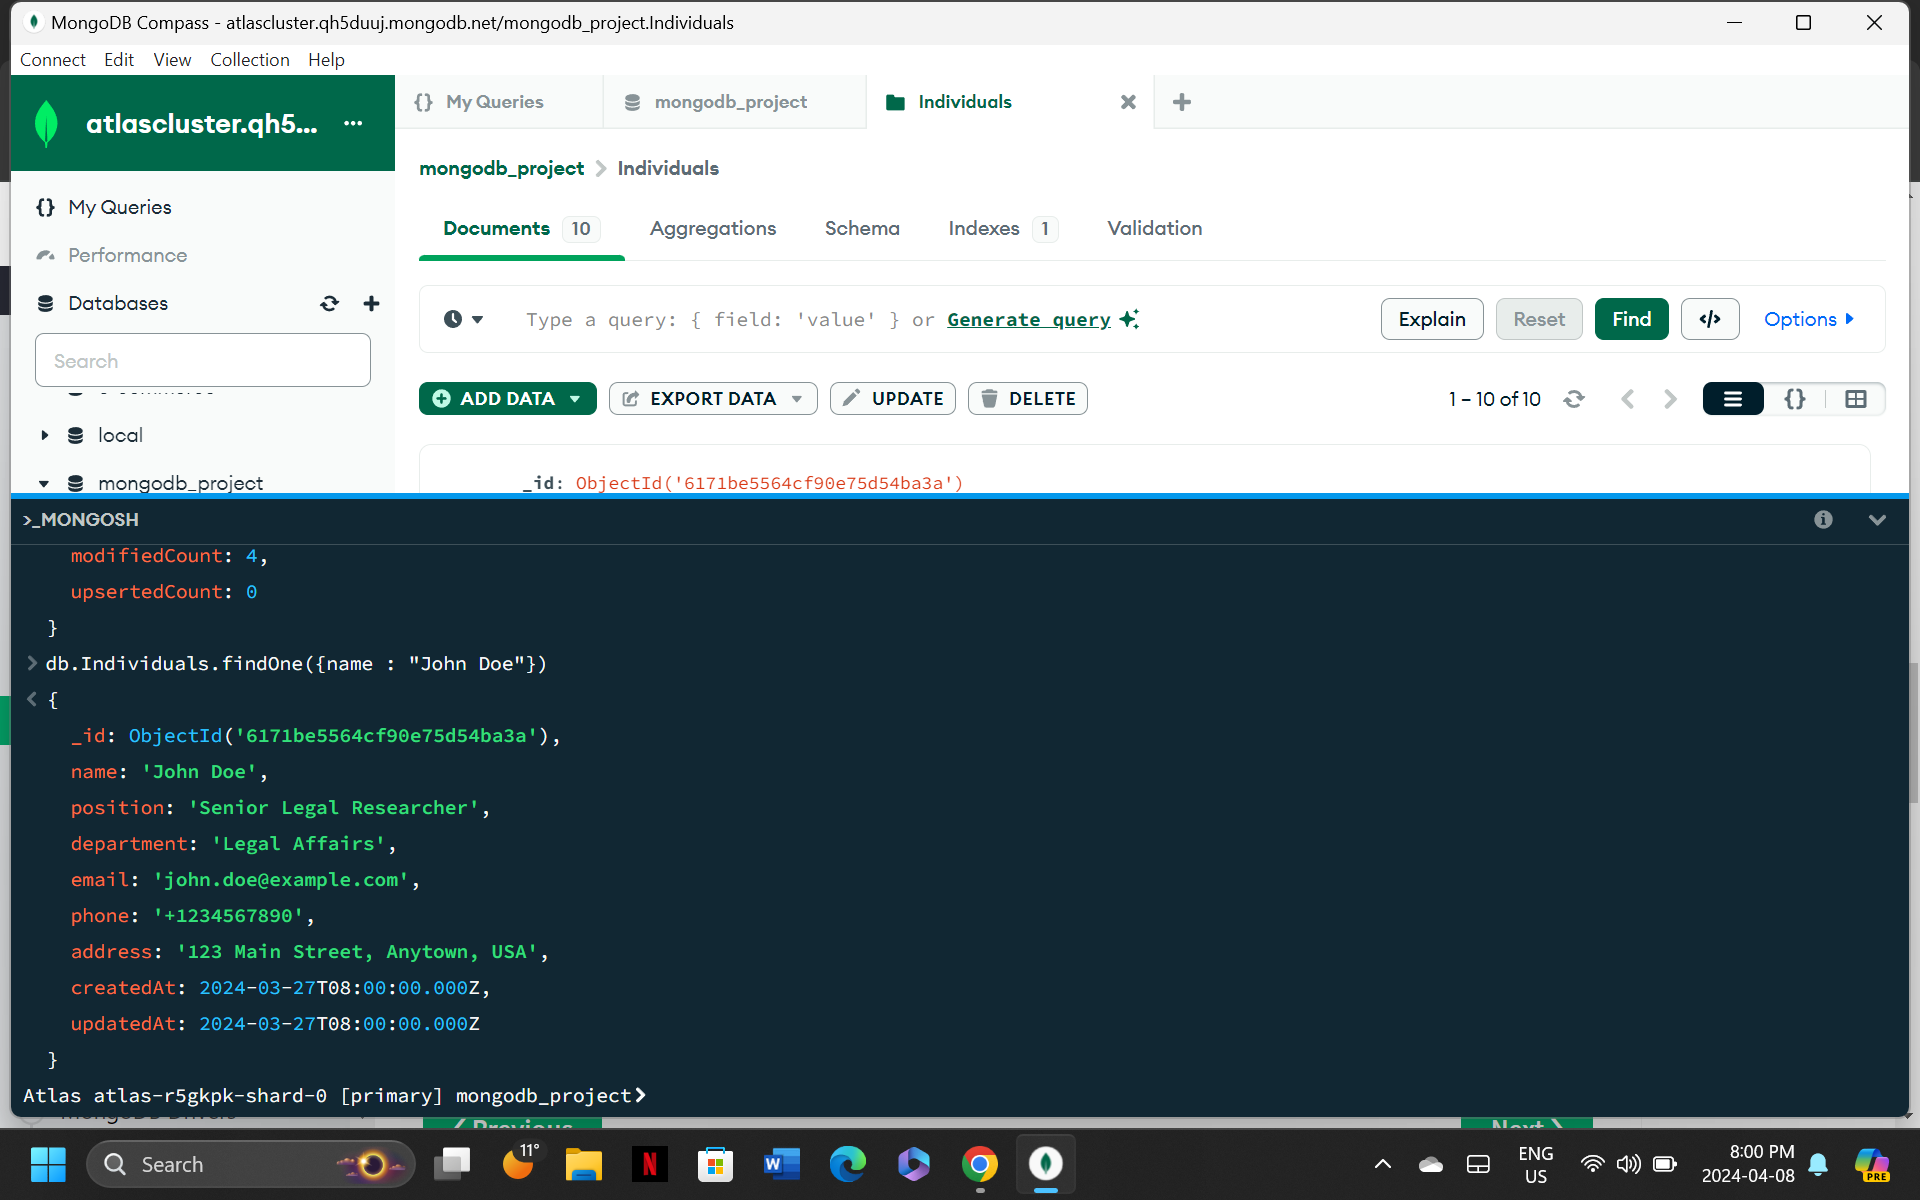 MongoDB Compass - atlascluster.qh5duuj.mongodb.net/mongodb_project.Individuals
Connect Edit View Collection Help
atlascluster.qh5... ...
{} My Queries
mongodb_project
Individuals
mongodb_project > Individuals
{} My Queries
Performance
Databases
Search
local
mongodb_project
Documents 10 Aggregations Schema Indexes 1 Validation
Type a query: { field: 'value' } or Generate query
Explain Reset Find </> Options
ADD DATA EXPORT DATA UPDATE DELETE
1 – 10 of 10 {}
_id: ObjectId('6171be5564cf90e75d54ba3a')
>_MONGOSH
modifiedCount: 4,
upsertedCount: 0
}
> db.Individuals.findOne({name : "John Doe"})
< {
_id: ObjectId('6171be5564cf90e75d54ba3a'),
name: 'John Doe',
position: 'Senior Legal Researcher',
department: 'Legal Affairs',
email: 'john.doe@example.com',
phone: '+1234567890',
address: '123 Main Street, Anytown, USA',
createdAt: 2024-03-27T08:00:00.000Z,
updatedAt: 2024-03-27T08:00:00.000Z
}
Atlas atlas-r5gkpk-shard-0 [primary] mongodb_project>
Search
11°
N
W
ENG
US
8:00 PM
2024-04-08
PRE